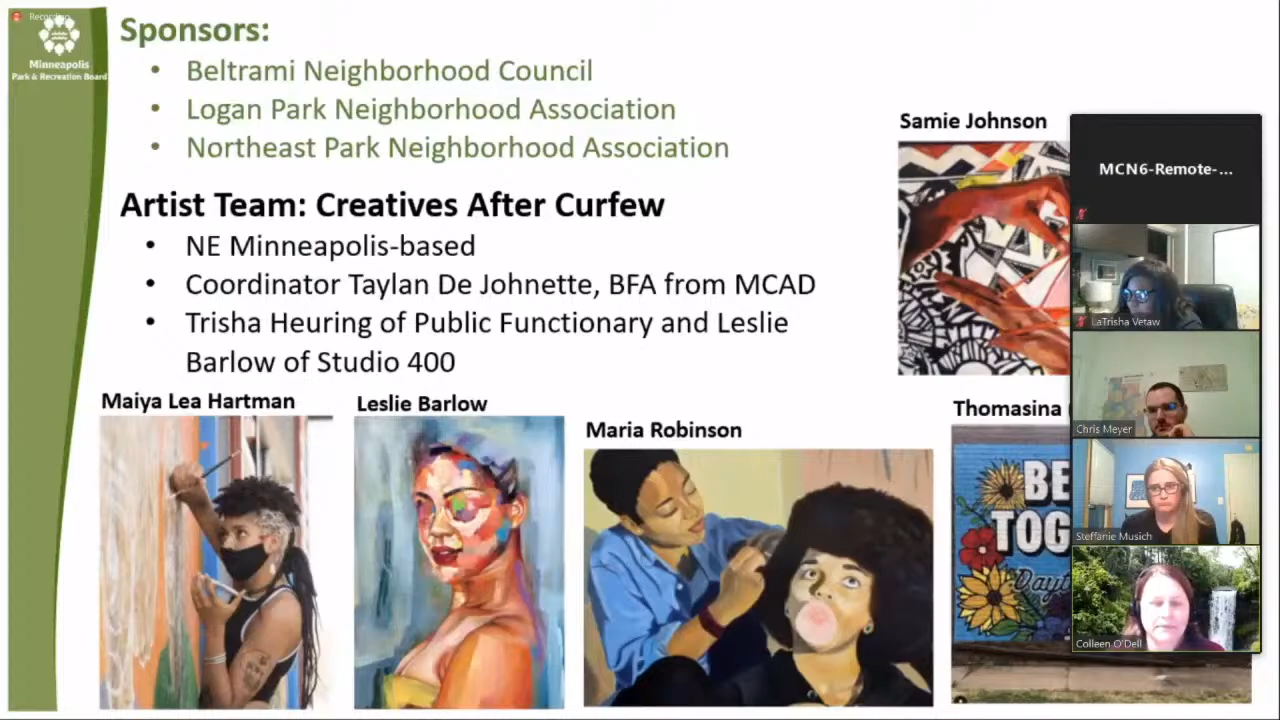 Recording
Minneapolis
Park & Recreation Board
Sponsors:
• Beltrami Neighborhood Council
• Logan Park Neighborhood Association
• Northeast Park Neighborhood Association
Artist Team: Creatives After Curfew
• NE Minneapolis-based
• Coordinator Taylan De Johnette, BFA from MCAD
• Trisha Heuring of Public Functionary and Leslie
Barlow of Studio 400
Samie Johnson
Maiya Lea Hartman
Leslie Barlow
Maria Robinson
Thomasina
BE
TOG
Dayt
MCN6-Remote-...
LaTrisha Vetaw
Chris Meyer
Steffanie Musich
Colleen O'Dell